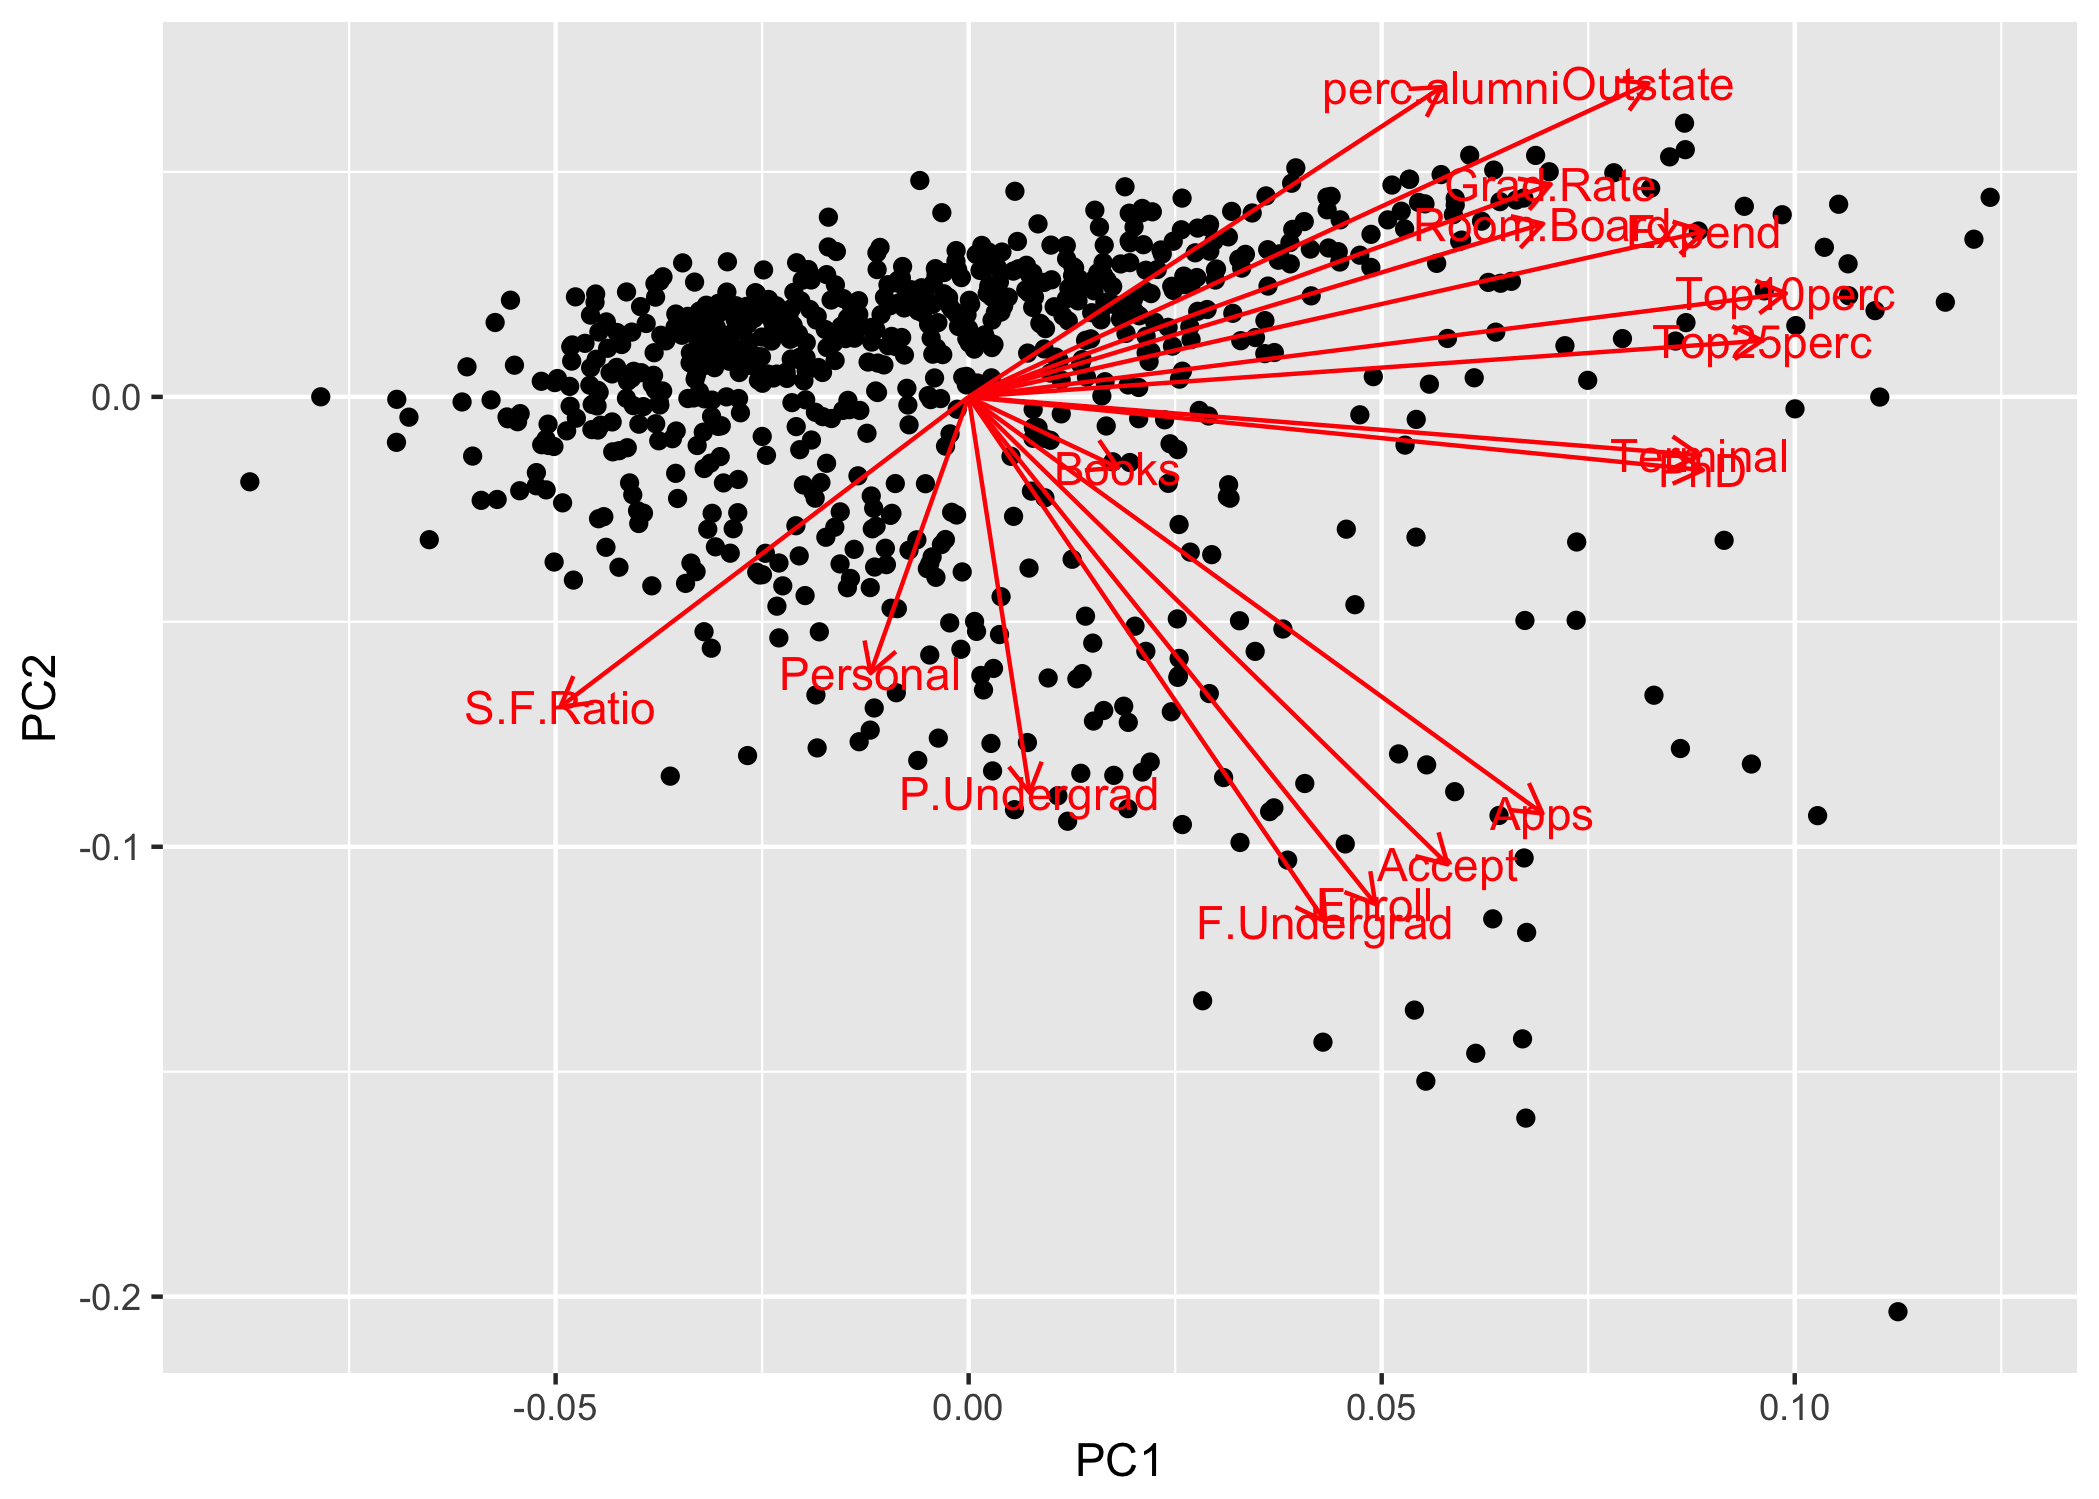 perc.alumni
Outstate
Grad.Rate
Room.Board
Expend
Top10perc
Top25perc
Terminal
PhD
Books
Personal
S.F.Ratio
P.Undergrad
Apps
Accept
Enroll
F.Undergrad
0.0
-0.1
-0.2
PC2
-0.05
0.00
0.05
0.10
PC1